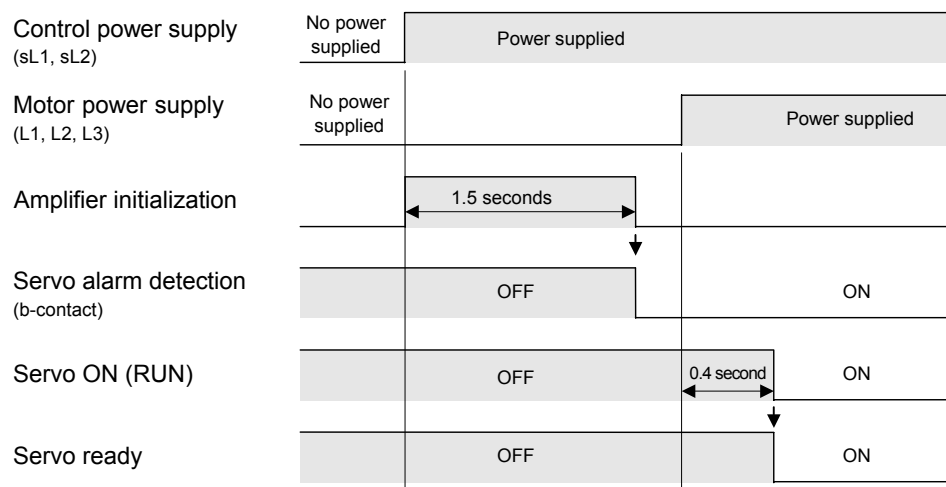 Control power supply
(sL1, sL2)
No power
supplied
Power supplied
Motor power supply
(L1, L2, L3)
No power
supplied
Power supplied
Amplifier initialization
1.5 seconds
Servo alarm detection
(b-contact)
OFF
ON
Servo ON (RUN)
OFF
0.4 second
ON
Servo ready
OFF
ON